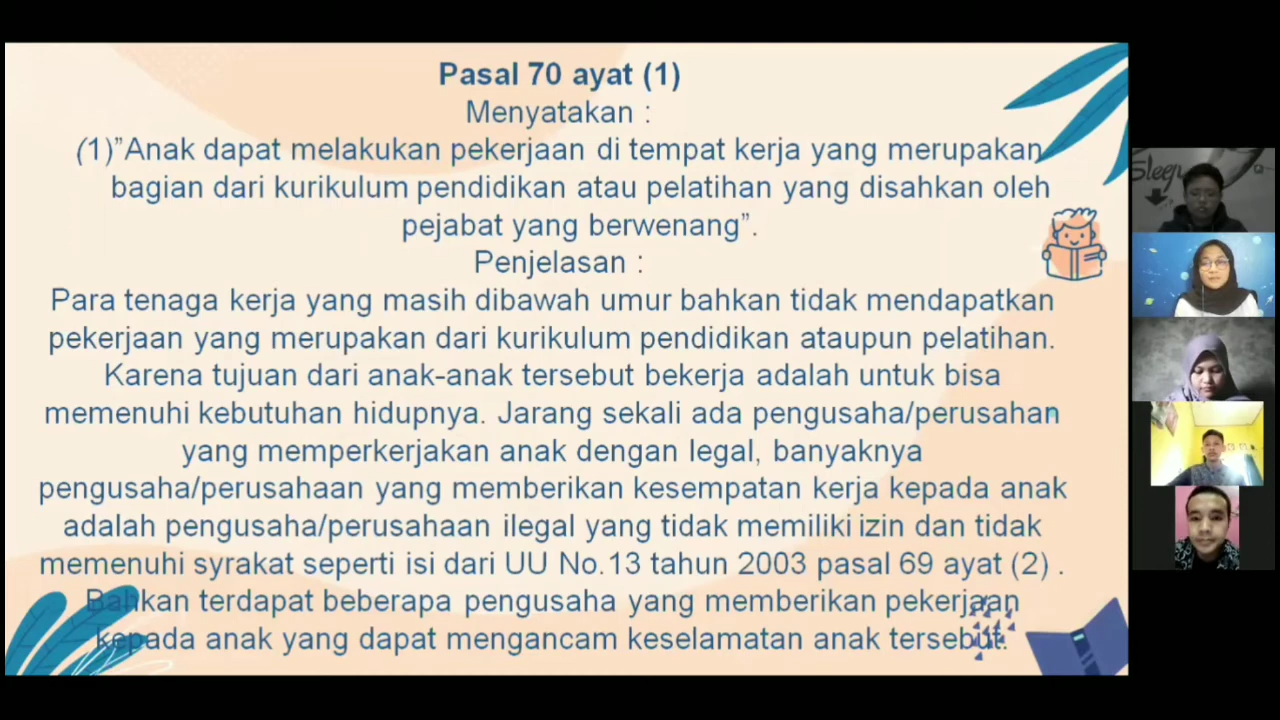 Pasal 70 ayat (1)
Menyatakan :
(1)”Anak dapat melakukan pekerjaan di tempat kerja yang merupakan
bagian dari kurikulum pendidikan atau pelatihan yang disahkan oleh
pejabat yang berwenang”.
Penjelasan :
Para tenaga kerja yang masih dibawah umur bahkan tidak mendapatkan
pekerjaan yang merupakan dari kurikulum pendidikan ataupun pelatihan.
Karena tujuan dari anak-anak tersebut bekerja adalah untuk bisa
memenuhi kebutuhan hidupnya. Jarang sekali ada pengusaha/perusahan
yang memperkerjakan anak dengan legal, banyaknya
pengusaha/perusahaan yang memberikan kesempatan kerja kepada anak
adalah pengusaha/perusahaan ilegal yang tidak memiliki izin dan tidak
memenuhi syrakat seperti isi dari UU No.13 tahun 2003 pasal 69 ayat (2) .
Bahkan terdapat beberapa pengusaha yang memberikan pekerjaan
kepada anak yang dapat mengancam keselamatan anak tersebut.
Sleep